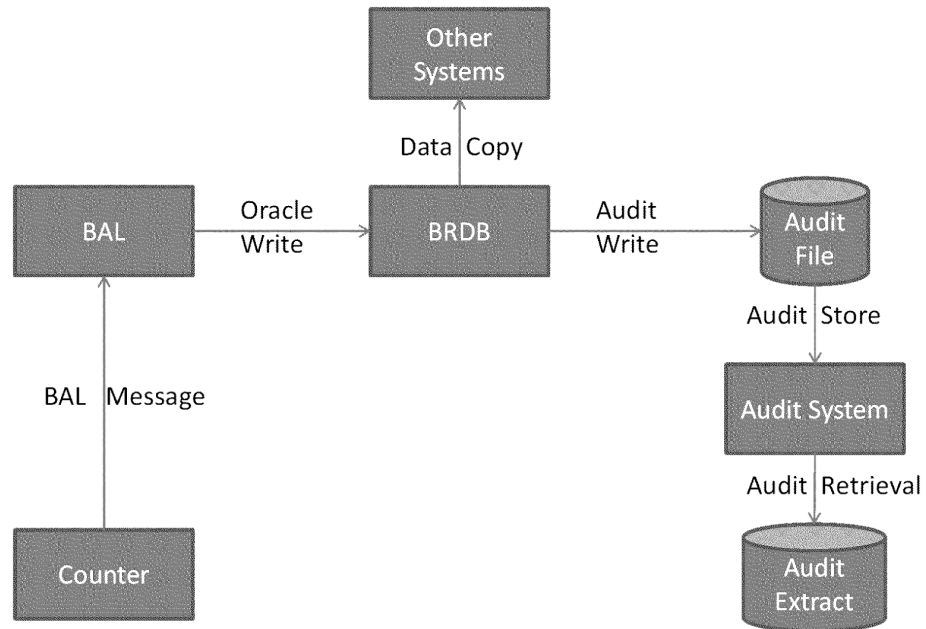 Other
Systems
Data Copy
BAL
Oracle
Write
BRDB
Audit
Write
Audit
File
Audit Store
BAL Message
Audit System
Audit Retrieval
Counter
Audit
Extract